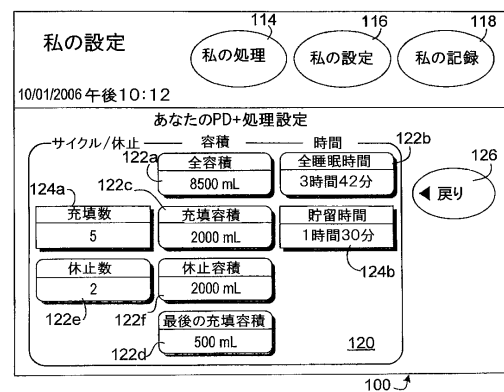 114 116 118
私の設定 私の処理 私の設定 私の記録
10/01/2006 午後10:12
あなたのPD+処理設定
サイクル/休止 容積 時間 122b
122a 全容積 全睡眠時間 126
8500 mL 3時間42分
124a 122c 戻り
充填数 充填容積 貯留時間
5 2000 mL 1時間30分
休止数 休止容積 124b
2 2000 mL
122e 122f
最後の充填容積 120
122d 500 mL
100